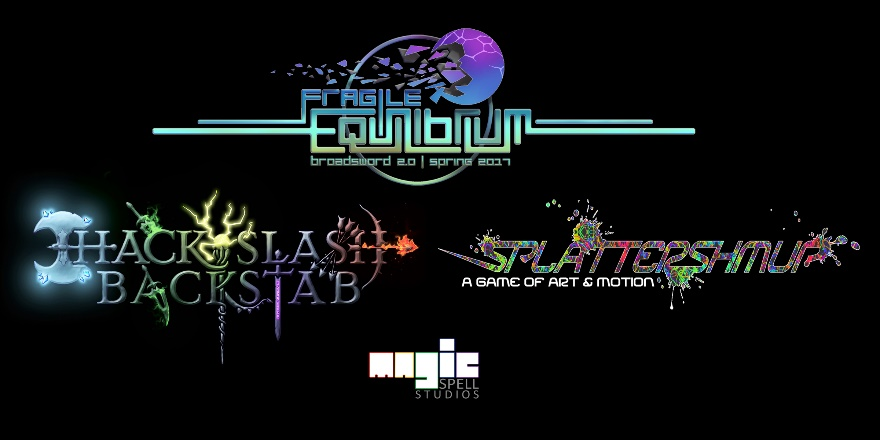 FRAGILE
EQUILIBRIUM
broadsword 2.0 | spring 2017
HACK, SLASH
BACKSTAB
SPLATTERSHMUP
A GAME OF ART & MOTION
MAGIC
SPELL
STUDIOS